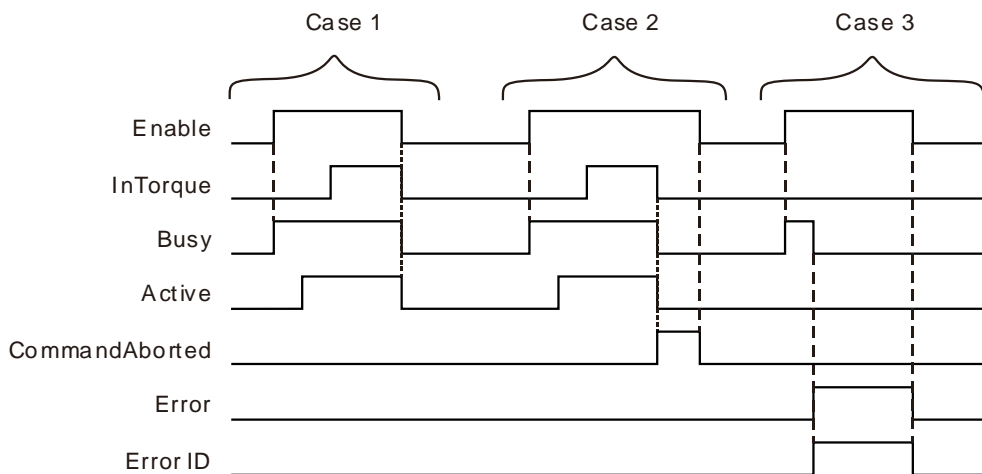 Case 1
Case 2
Case 3
Enable
InTorque
Busy
Active
CommandAborted
Error
Error ID